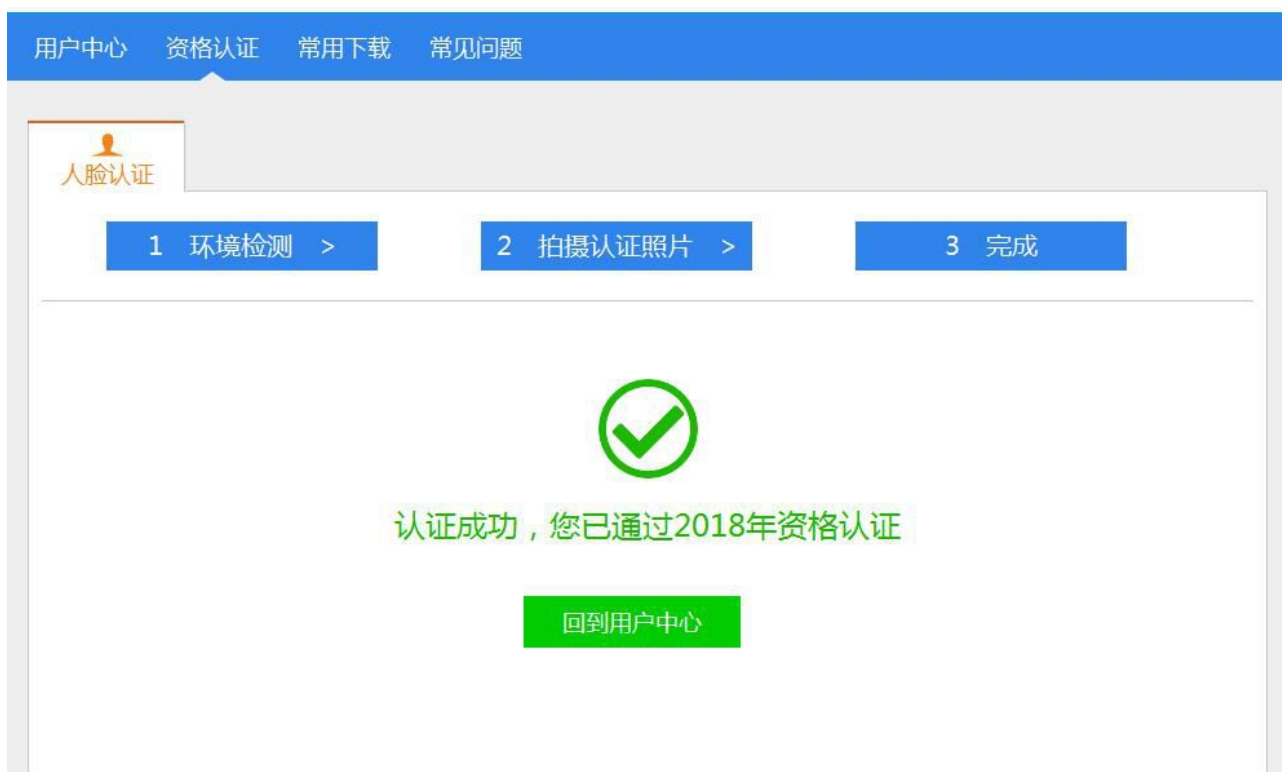 用户中心 资格认证 常用下载 常见问题
人脸认证
1 环境检测 > 2 拍摄认证照片 > 3 完成
认证成功，您已通过2018年资格认证
回到用户中心